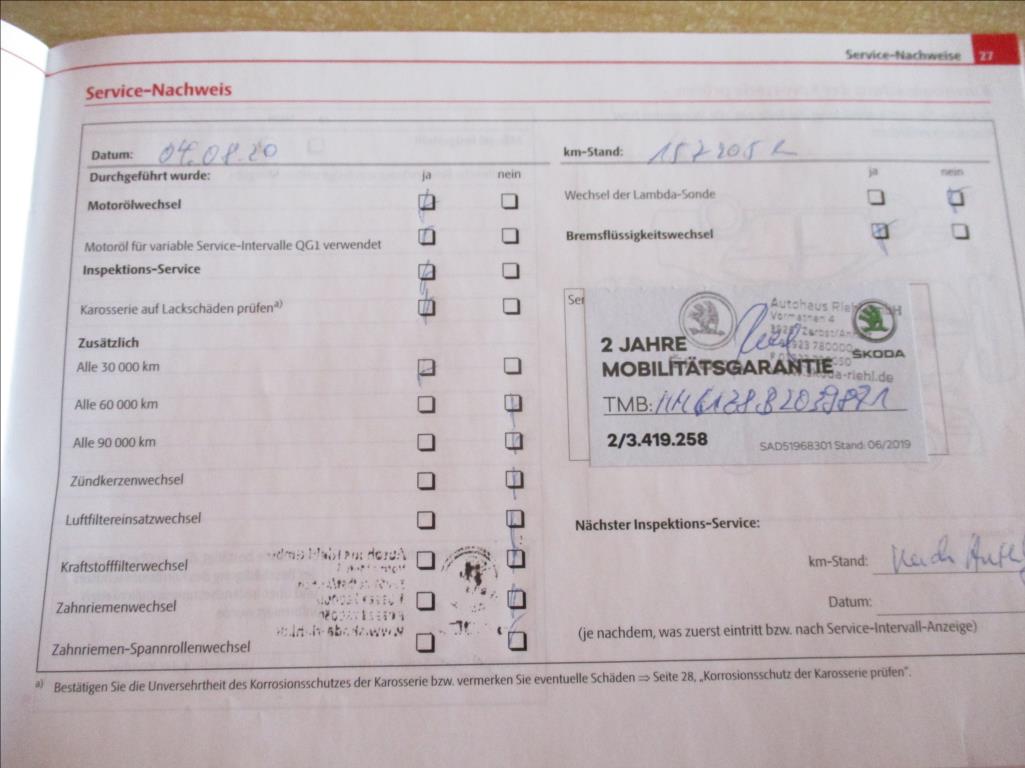 Service-Nachweise 27
Service-Nachweis
Datum: 04.08.20
km-Stand:
Durchgeführt wurde: ja nein
ja nein
Motorölwechsel
Wechsel der Lambda-Sonde
Motoröl für variable Service-Intervalle QG1 verwendet
Bremsflüssigkeitswechsel
Inspektions-Service
Karosserie auf Lackschäden prüfen a)
Zusätzlich
Alle 30 000 km
Alle 60 000 km
Alle 90 000 km
Zündkerzenwechsel
Luftfiltereinsatzwechsel
Kraftstofffilterwechsel
Zahnriemenwechsel
Zahnriemen-Spannrollenwechsel
Autohaus
Vormathen 4
ŠKODA
2 JAHRE
MOBILITÄTSGARANTIE
TMB:
2/3.419.258
SAD51968301 Stand: 06/2019
Nächster Inspektions-Service:
km-Stand:
Datum:
(je nachdem, was zuerst eintritt bzw. nach Service-Intervall-Anzeige)
a) Bestätigen Sie die Unversehrtheit des Korrosionsschutzes der Karosserie bzw. vermerken Sie eventuelle Schäden ⇒ Seite 28, „Korrosionsschutz der Karosserie prüfen“.